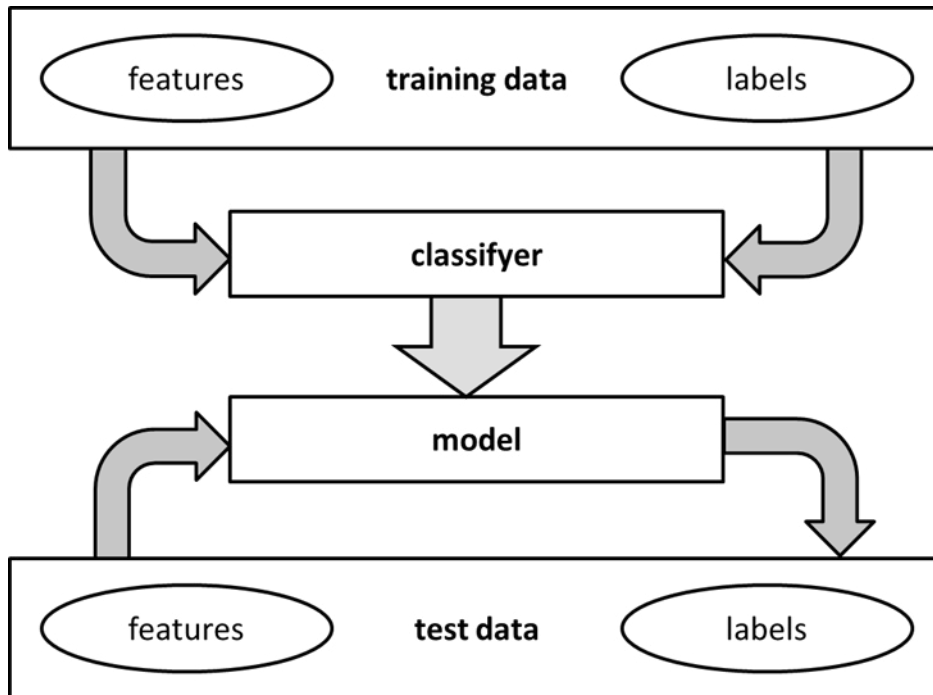 features training data labels
classifyer
model
features test data labels